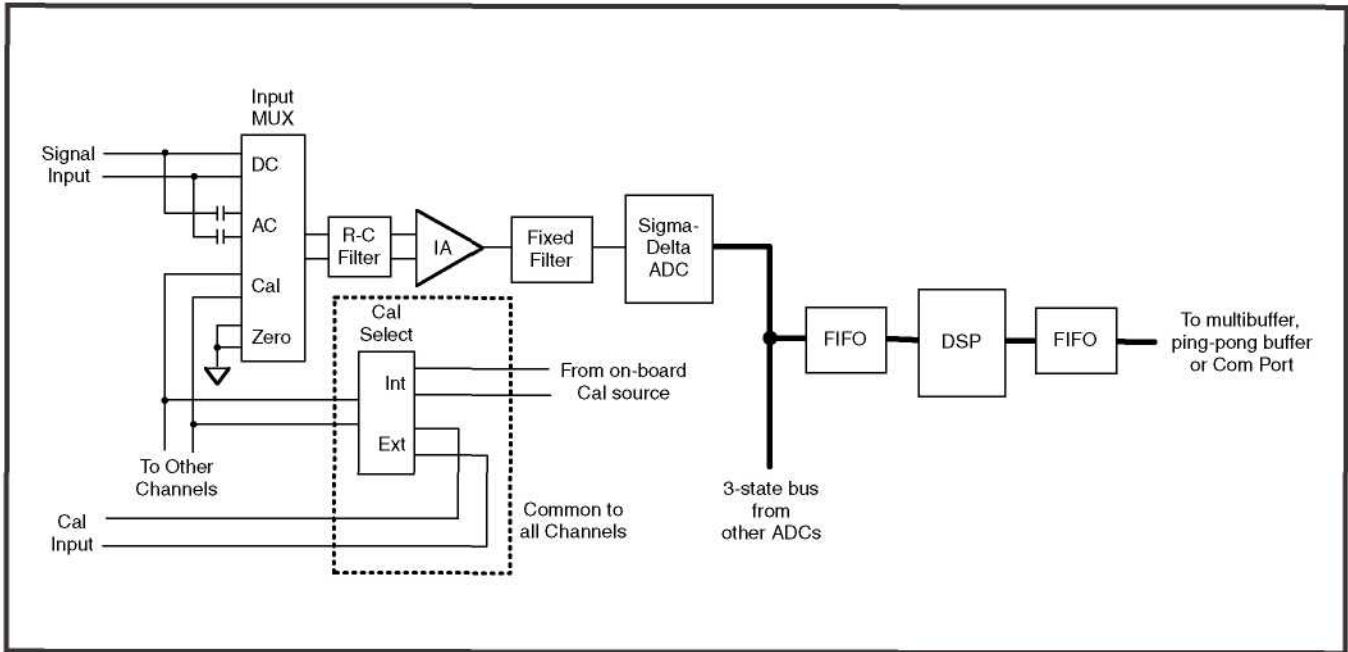 Input
MUX
Signal
Input
DC
AC
Cal
Zero
R-C
Filter
IA
Fixed
Filter
Sigma-
Delta
ADC
Cal
Select
Int
Ext
From on-board
Cal source
FIFO
DSP
FIFO
To multibuffer,
ping-pong buffer
or Com Port
To Other
Channels
Cal
Input
Common to
all Channels
3-state bus
from
other ADCs